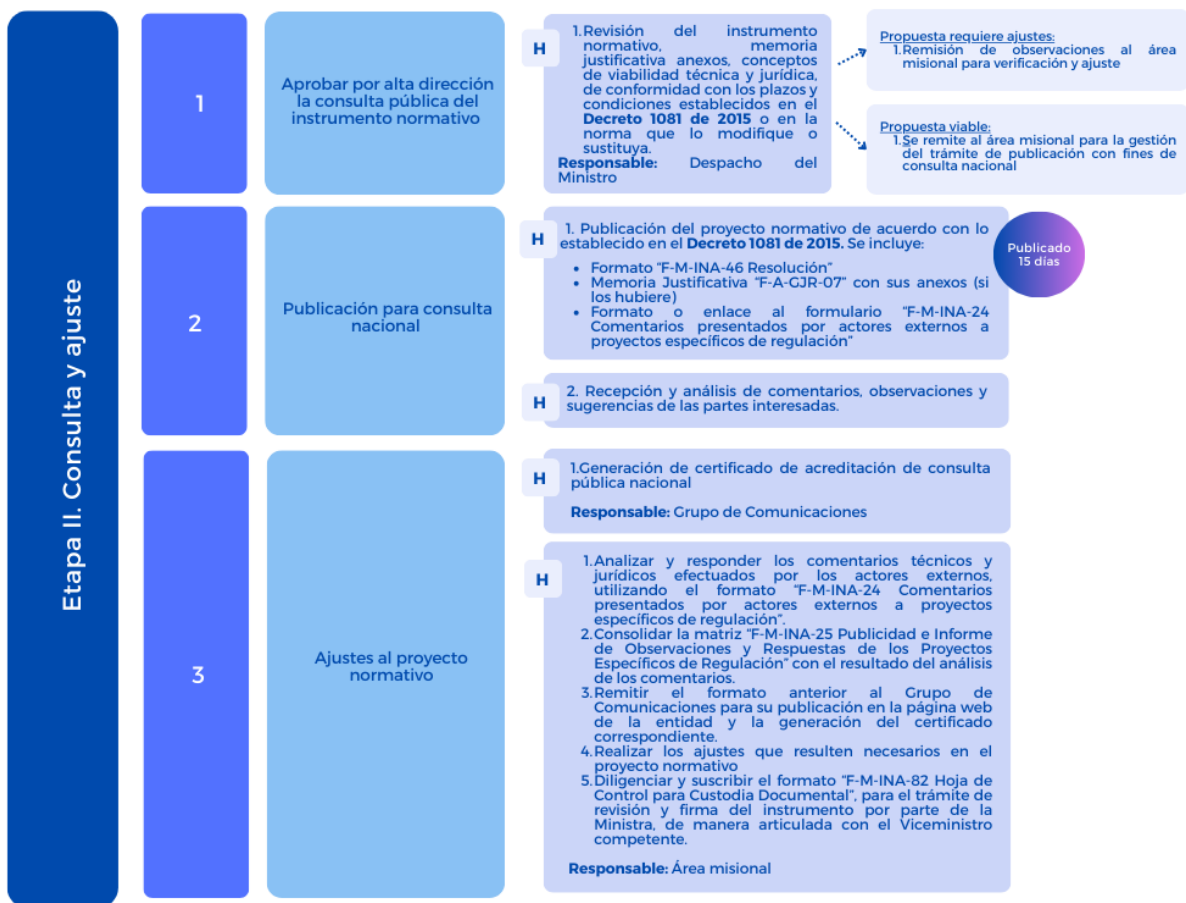 Etapa II. Consulta y ajuste
1
Aprobar por alta dirección
la consulta pública del
instrumento normativo
H
1.Revisión del instrumento
normativo, memoria
justificativa anexos, conceptos
de viabilidad técnica y jurídica,
de conformidad con los plazos y
condiciones establecidos en el
Decreto 1081 de 2015 o en la
norma que lo modifique o
sustituya.
Responsable: Despacho del
Ministro
Propuesta requiere ajustes:
1.Remisión de observaciones al área
misional para verificación y ajuste
Propuesta viable:
1.Se remite al área misional para la gestión
del trámite de publicación con fines de
consulta nacional
2
Publicación para consulta
nacional
H
1. Publicación del proyecto normativo de acuerdo con lo
establecido en el Decreto 1081 de 2015. Se incluye:
• Formato “F-M-INA-46 Resolución”
• Memoria Justificativa “F-A-GJR-07” con sus anexos (si
los hubiere)
• Formato o enlace al formulario “F-M-INA-24
Comentarios presentados por actores externos a
proyectos específicos de regulación”
Publicado
15 días
H
2. Recepción y análisis de comentarios, observaciones y
sugerencias de las partes interesadas.
3
Ajustes al proyecto
normativo
H
1.Generación de certificado de acreditación de consulta
pública nacional
Responsable: Grupo de Comunicaciones
H
1.Analizar y responder los comentarios técnicos y
jurídicos efectuados por los actores externos,
utilizando el formato “F-M-INA-24 Comentarios
presentados por actores externos a proyectos
específicos de regulación”.
2.Consolidar la matriz “F-M-INA-25 Publicidad e Informe
de Observaciones y Respuestas de los Proyectos
Específicos de Regulación” con el resultado del análisis
de los comentarios.
3.Remitir el formato anterior al Grupo de
Comunicaciones para su publicación en la página web
de la entidad y la generación del certificado
correspondiente.
4.Realizar los ajustes que resulten necesarios en el
proyecto normativo
5.Diligenciar y suscribir el formato “F-M-INA-82 Hoja de
Control para Custodia Documental”, para el trámite de
revisión y firma del instrumento por parte de la
Ministra, de manera articulada con el Viceministro
competente.
Responsable: Área misional